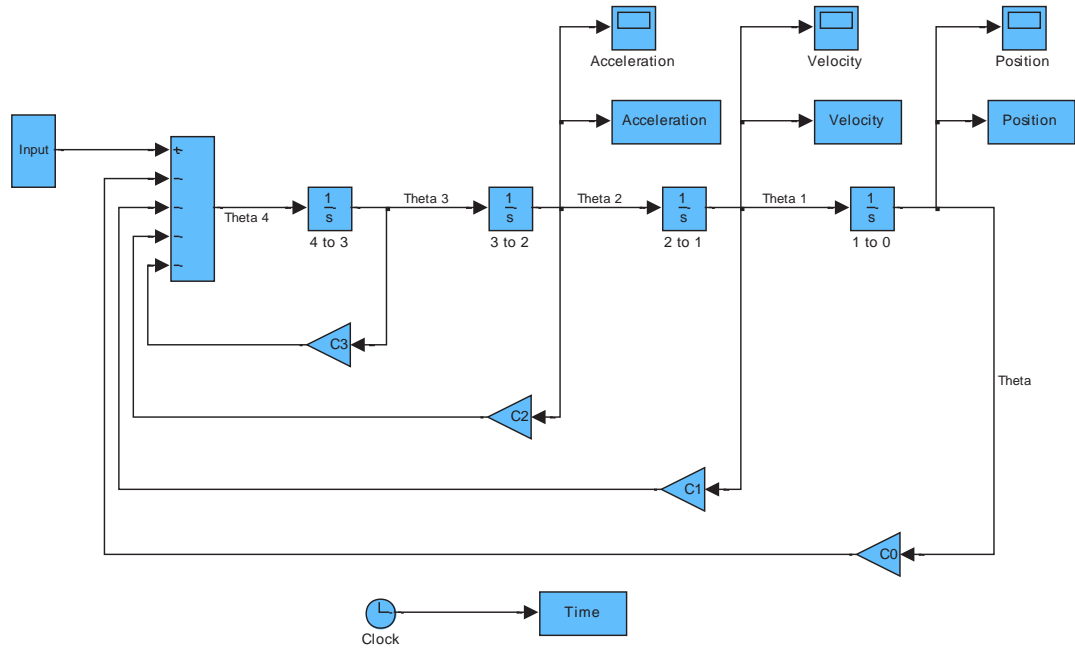 Acceleration
Velocity
Position
Acceleration
Velocity
Position
Input
+
−
−
−
−
Theta 4
1
s
4 to 3
Theta 3
1
s
3 to 2
Theta 2
1
s
2 to 1
Theta 1
1
s
1 to 0
C3
Theta
C2
C1
C0
Time
Clock